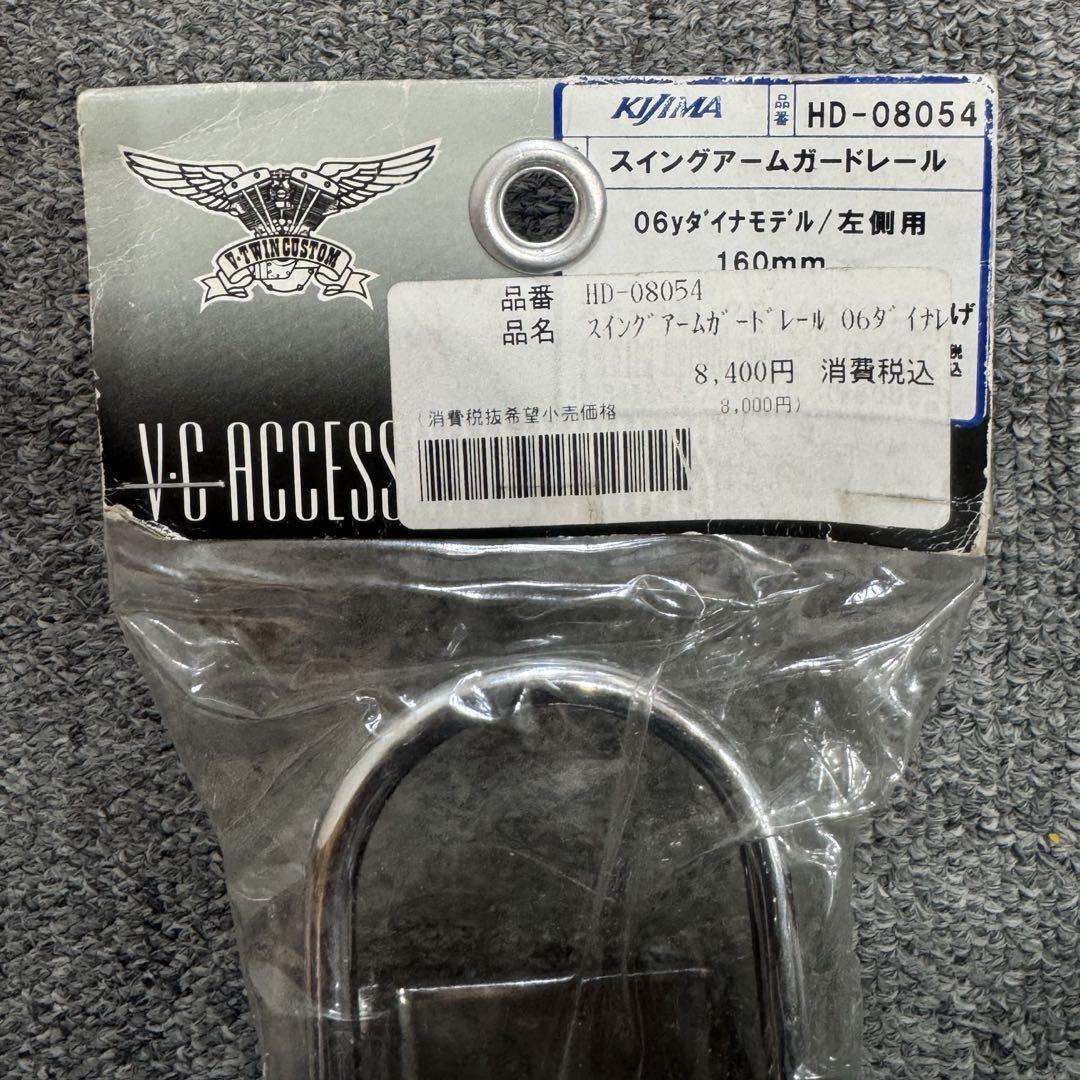 KIJIMA 品番 HD-08054
スイングアームガードレール
06yダイナモデル/左側用
160mm
げ
税込
V-TWIN CUSTOM
品番 HD-08054
品名 スイングアームガードレール 06ダイナレ
8,400円 消費税込
(消費税抜希望小売価格 8,000円)
V·C ACCESS